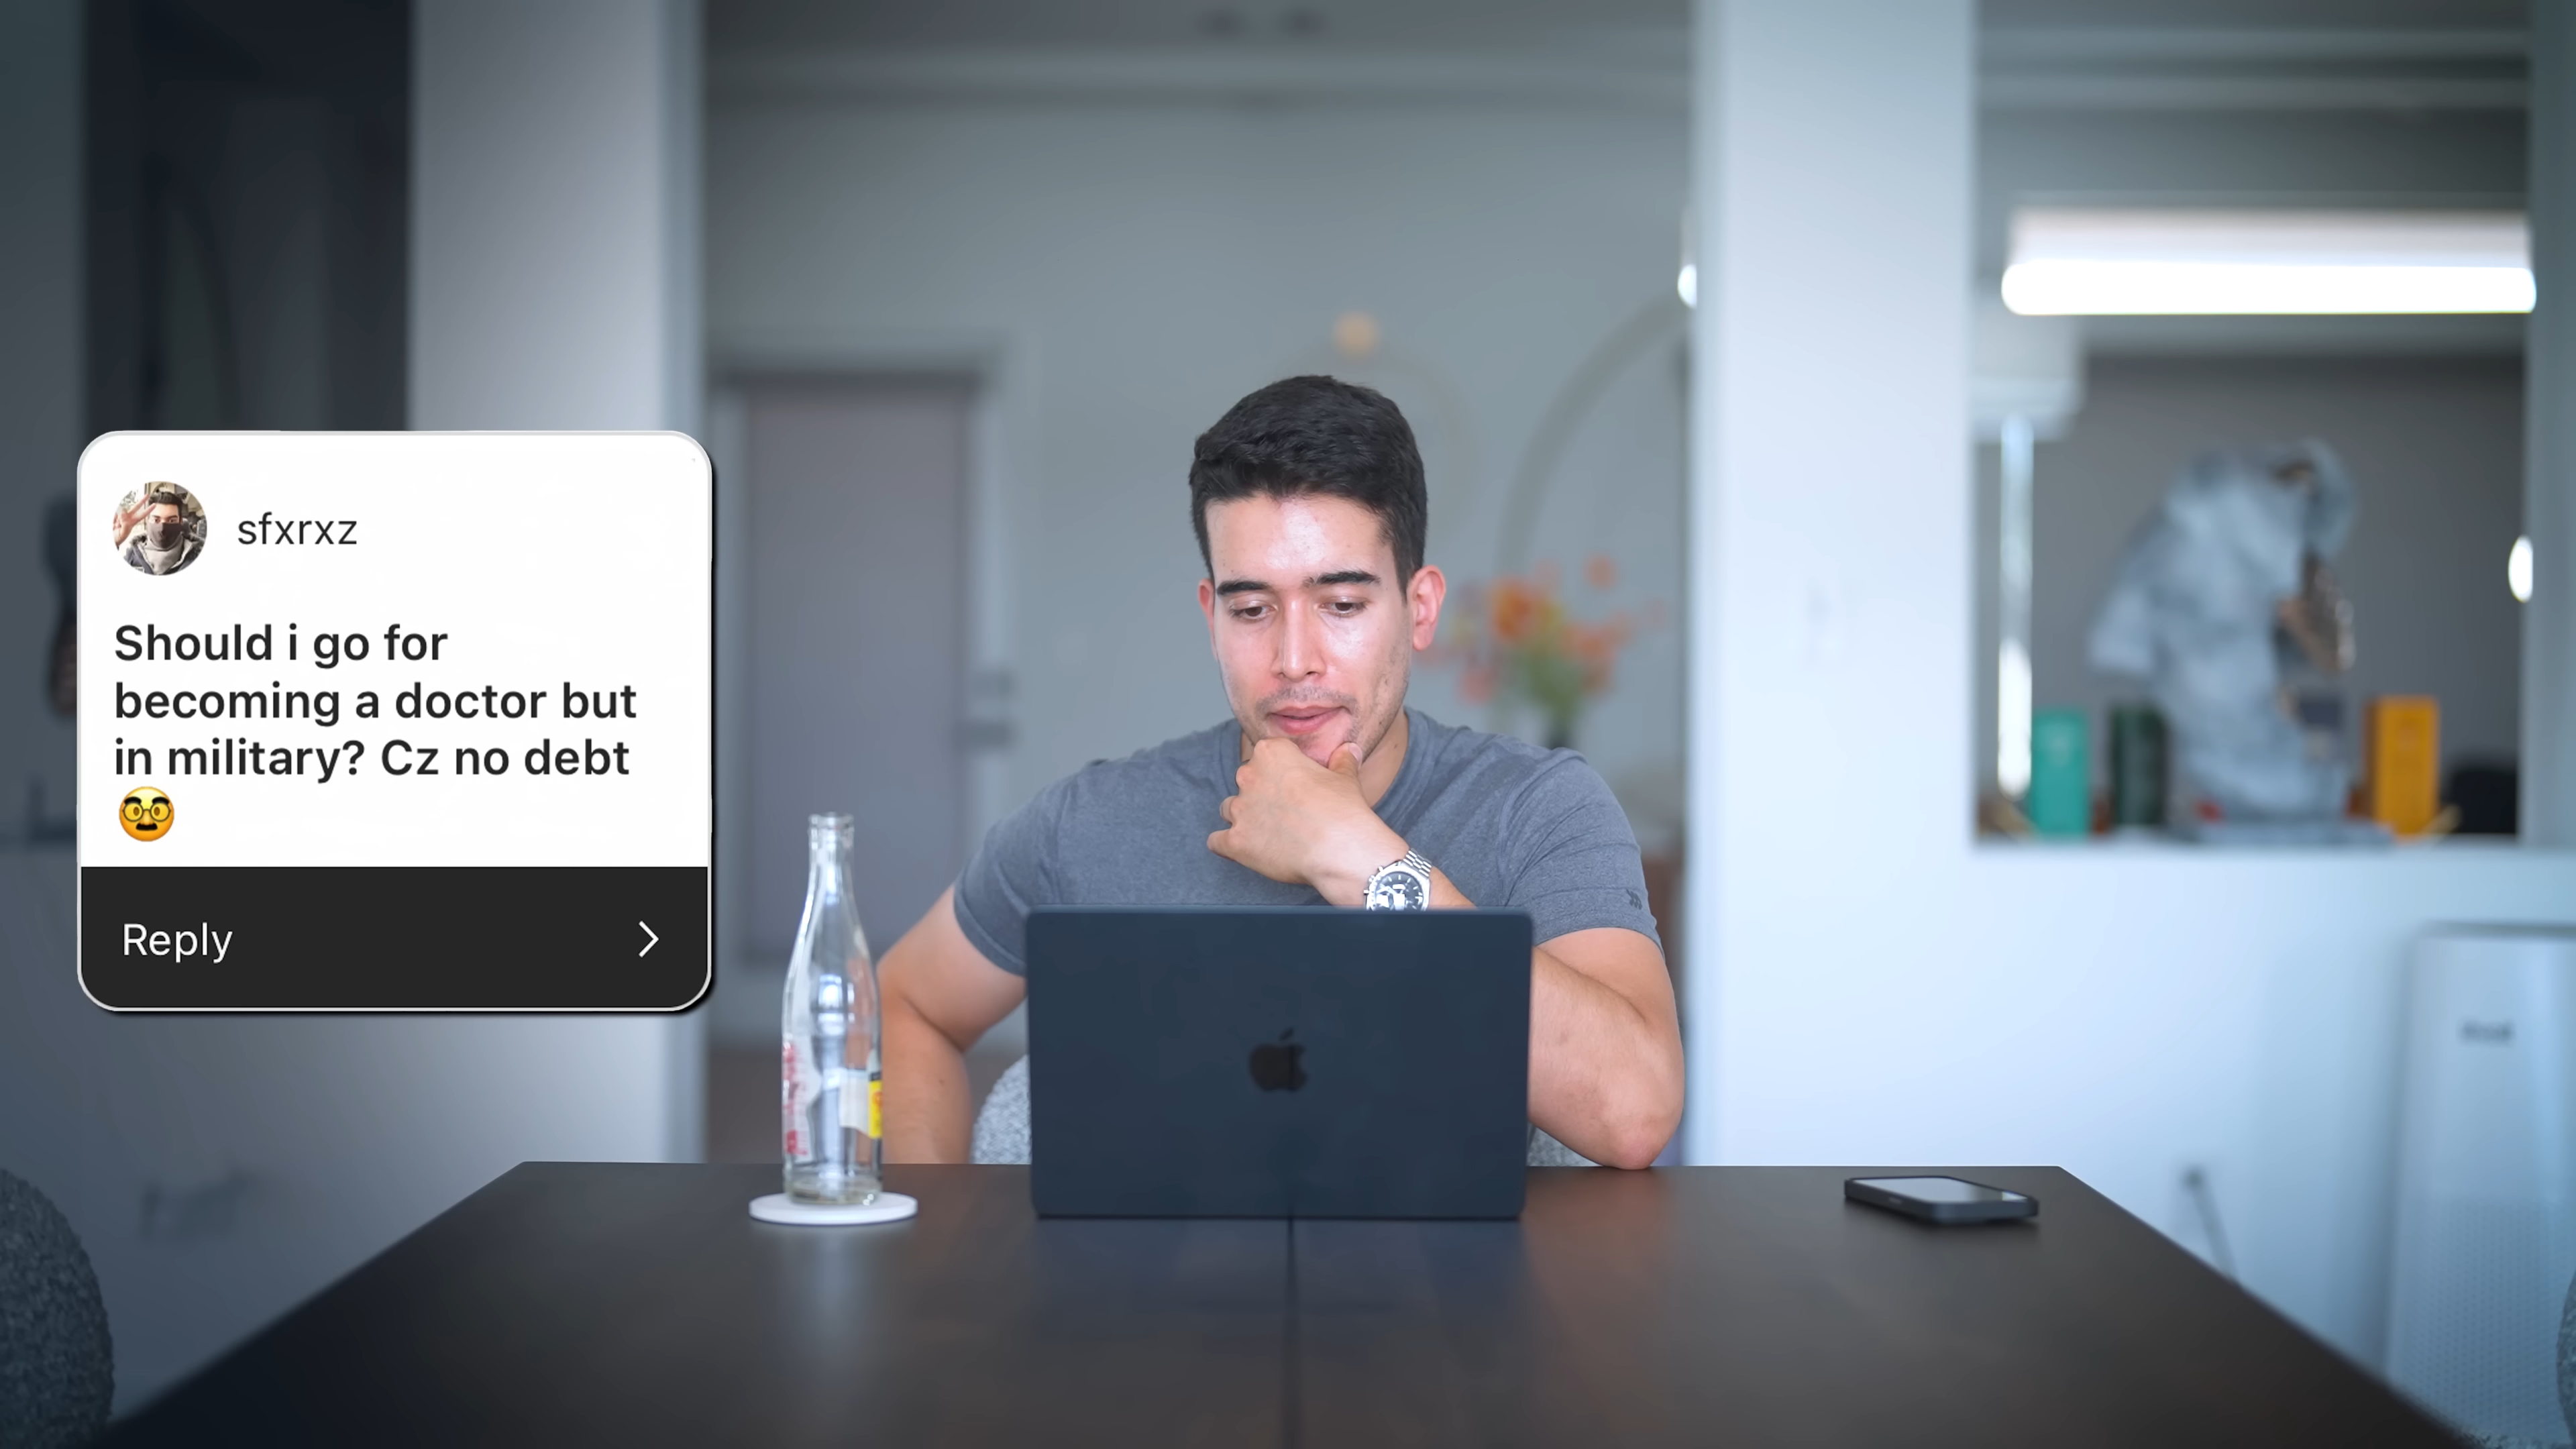 sfxrxz
Should i go for
becoming a doctor but
in military? Cz no debt
🥸
Reply